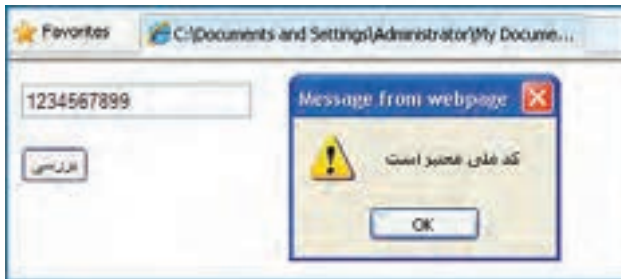 Favorites
C:\Documents and Settings\Administrator\My Docume...
1234567899
Message from webpage
کد ملی معتبر است
بررسی
OK